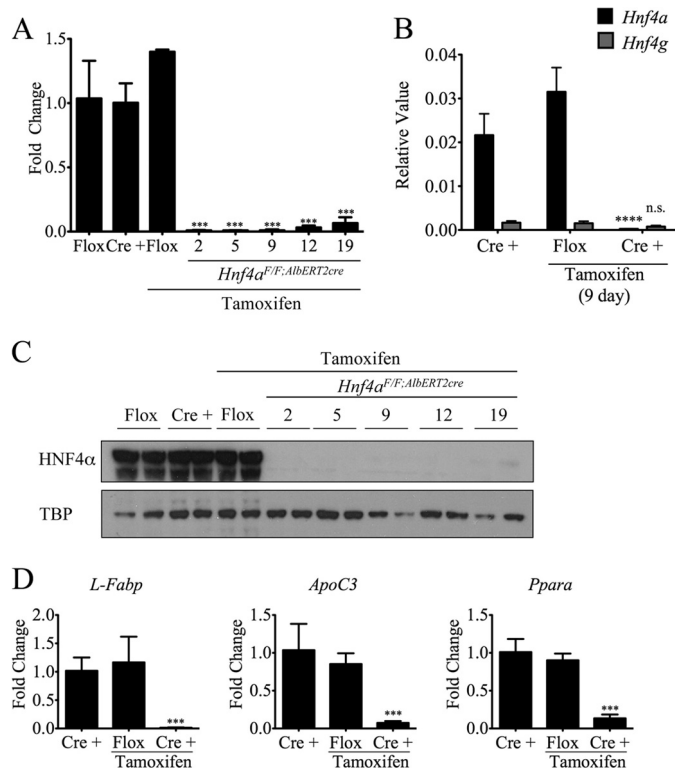 A
Fold Change
1.5
1.0
0.5
0.0
*** *** *** *** ***
Flox Cre + Flox 2 5 9 12 19
Hnf4a^F/F;AlbERT2cre
Tamoxifen
B
Hnf4a
Hnf4g
Relative Value
0.04
0.03
0.02
0.01
0.00
**** n.s.
Cre + Flox Cre +
Tamoxifen
(9 day)
C
Tamoxifen
Hnf4a^F/F;AlbERT2cre
Flox Cre + Flox 2 5 9 12 19
HNF4α
TBP
D
L-Fabp
Fold Change
2.0
1.5
1.0
0.5
0.0
***
Cre + Flox Cre +
Tamoxifen
ApoC3
Fold Change
1.5
1.0
0.5
0.0
***
Cre + Flox Cre +
Tamoxifen
Ppara
Fold Change
1.5
1.0
0.5
0.0
***
Cre + Flox Cre +
Tamoxifen